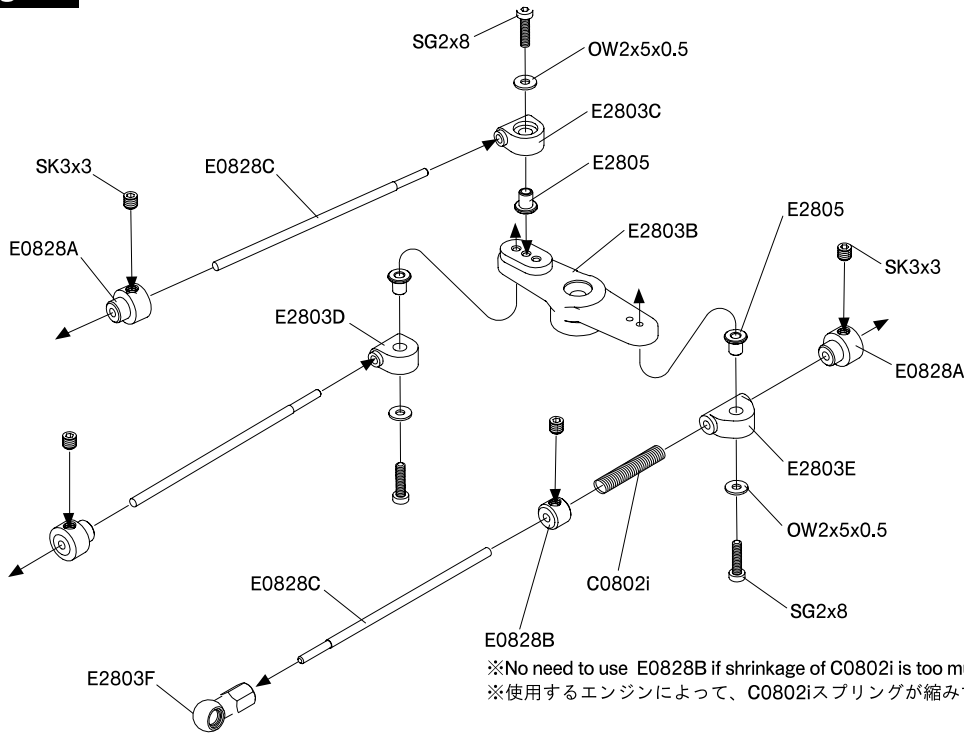 SG2x8
OW2x5x0.5
E2803C
SK3x3
E0828C
E2805
E2805
E0828A
E2803B
SK3x3
E2803D
E0828A
E2803E
OW2x5x0.5
C0802i
E0828C
SG2x8
E0828B
※No need to use E0828B if shrinkage of C0802i is too
E2803F
※使用するエンジンによって、C0802iスプリングが縮み